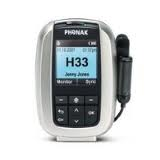 PHONAK
H33
Jenny Jones
Monitor Sync